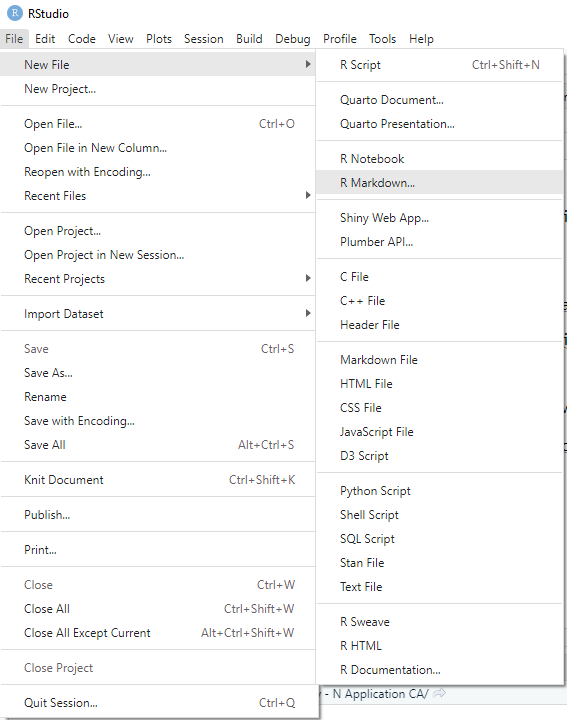 RStudio
File Edit Code View Plots Session Build Debug Profile Tools Help
New File
New Project...
Open File... Ctrl+O
Open File in New Column...
Reopen with Encoding...
Recent Files
Open Project...
Open Project in New Session...
Recent Projects
Import Dataset
Save Ctrl+S
Save As...
Rename
Save with Encoding...
Save All Alt+Ctrl+S
Knit Document Ctrl+Shift+K
Publish...
Print...
Close Ctrl+W
Close All Ctrl+Shift+W
Close All Except Current Alt+Ctrl+Shift+W
Close Project
Quit Session... Ctrl+Q
R Script Ctrl+Shift+N
Quarto Document...
Quarto Presentation...
R Notebook
R Markdown...
Shiny Web App...
Plumber API...
C File
C++ File
Header File
Markdown File
HTML File
CSS File
JavaScript File
D3 Script
Python Script
Shell Script
SQL Script
Stan File
Text File
R Sweave
R HTML
R Documentation...
- N Application CA/